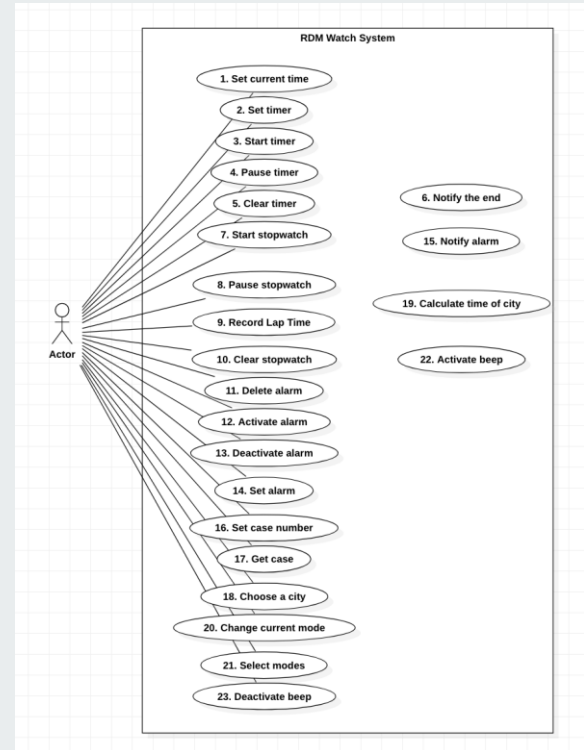 RDM Watch System
1. Set current time
2. Set timer
3. Start timer
4. Pause timer
5. Clear timer
7. Start stopwatch
8. Pause stopwatch
9. Record Lap Time
10. Clear stopwatch
11. Delete alarm
12. Activate alarm
13. Deactivate alarm
14. Set alarm
16. Set case number
17. Get case
18. Choose a city
20. Change current mode
21. Select modes
23. Deactivate beep
6. Notify the end
15. Notify alarm
19. Calculate time of city
22. Activate beep
Actor